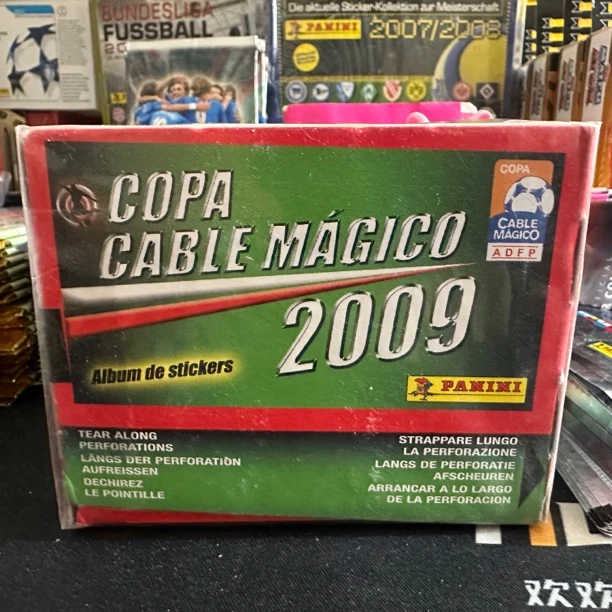 BUNDESLIGA
FUSSBALL
Die aktuelle Sticker-Kollektion zur Meisterschaft
PANINI 2007/2008
COPA
CABLE MÁGICO
2009
COPA
CABLE
MÁGICO
ADFP
Album de stickers
PANINI
TEAR ALONG
PERFORATIONS
LÄNGS DER PERFORATION
AUFREISSEN
DECHIREZ
LE POINTILLE
STRAPPARE LUNGO
LA PERFORAZIONE
LANGS DE PERFORATIE
AFSCHEUREN
ARRANCAR A LO LARGO
DE LA PERFORACION
欢欢